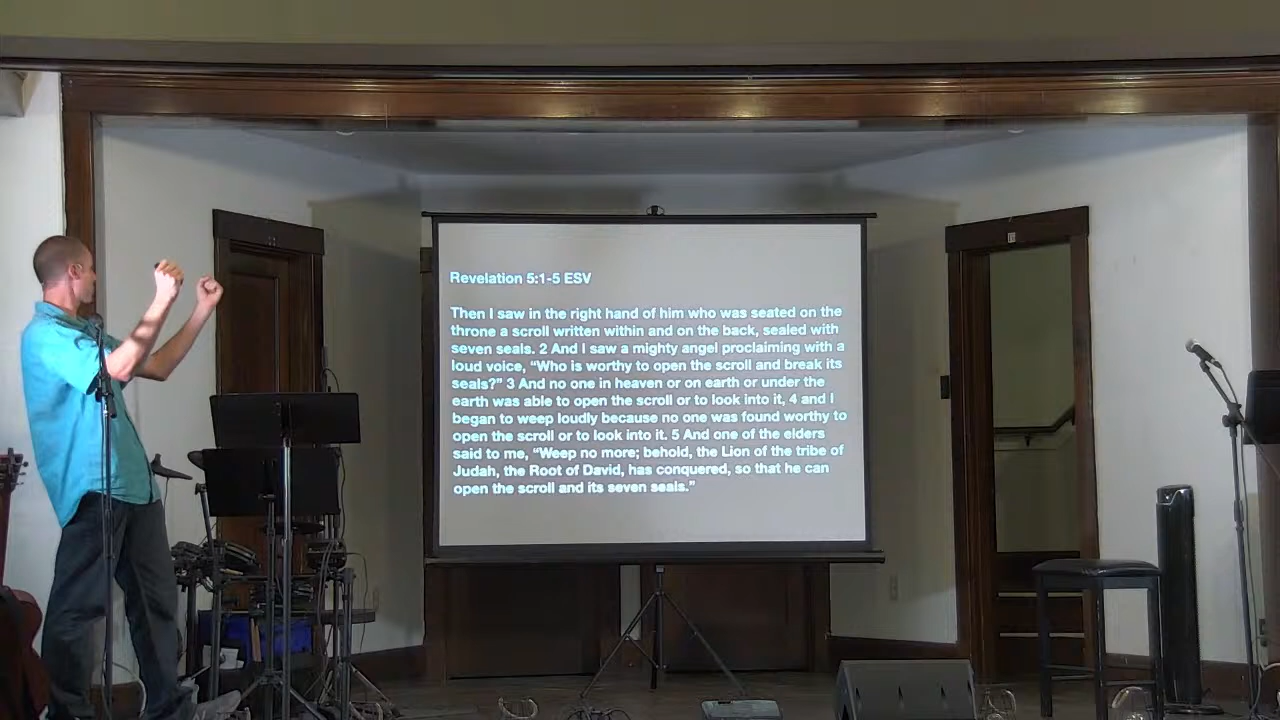 Revelation 5:1-5 ESV
Then I saw in the right hand of him who was seated on the
throne a scroll written within and on the back, sealed with
seven seals. 2 And I saw a mighty angel proclaiming with a
loud voice, “Who is worthy to open the scroll and break its
seals?” 3 And no one in heaven or on earth or under the
earth was able to open the scroll or to look into it, 4 and I
began to weep loudly because no one was found worthy to
open the scroll or to look into it. 5 And one of the elders
said to me, “Weep no more; behold, the Lion of the tribe of
Judah, the Root of David, has conquered, so that he can
open the scroll and its seven seals.”